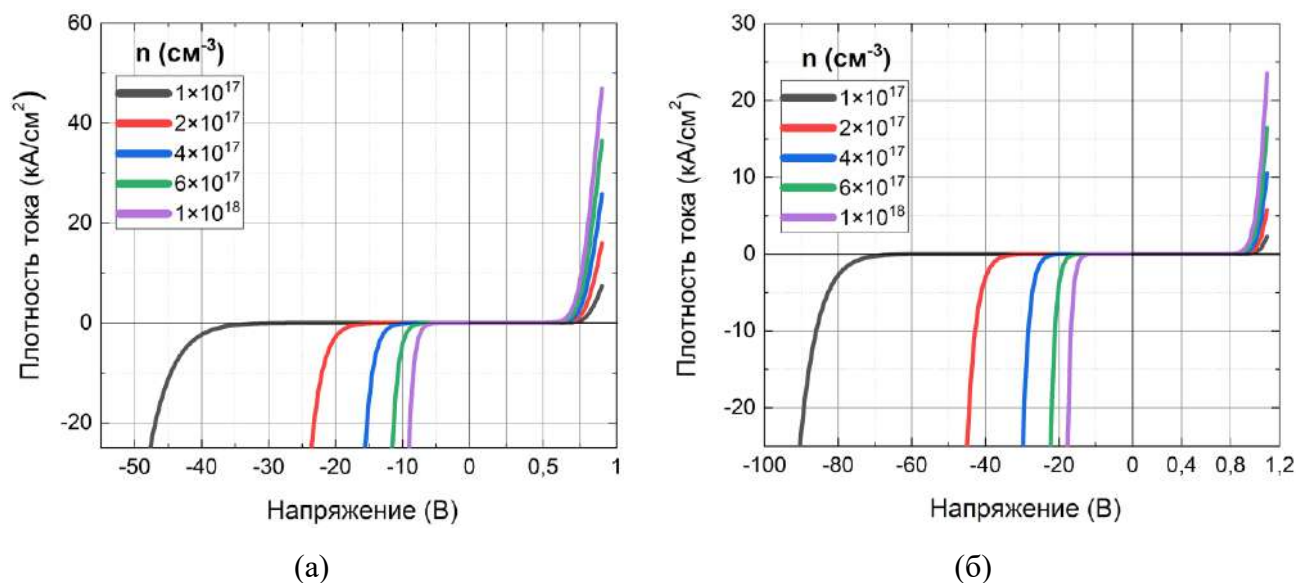 60
40
20
0
-20
Плотность тока (кА/см²)
n (см⁻³)
1×10¹⁷
2×10¹⁷
4×10¹⁷
6×10¹⁷
1×10¹⁸
-50 -40 -30 -20 -10 0 0,5 1
Напряжение (В)
(а)
30
20
10
0
-10
-20
Плотность тока (кА/см²)
n (см⁻³)
1×10¹⁷
2×10¹⁷
4×10¹⁷
6×10¹⁷
1×10¹⁸
-100 -80 -60 -40 -20 0 0,4 0,8 1,2
Напряжение (В)
(б)